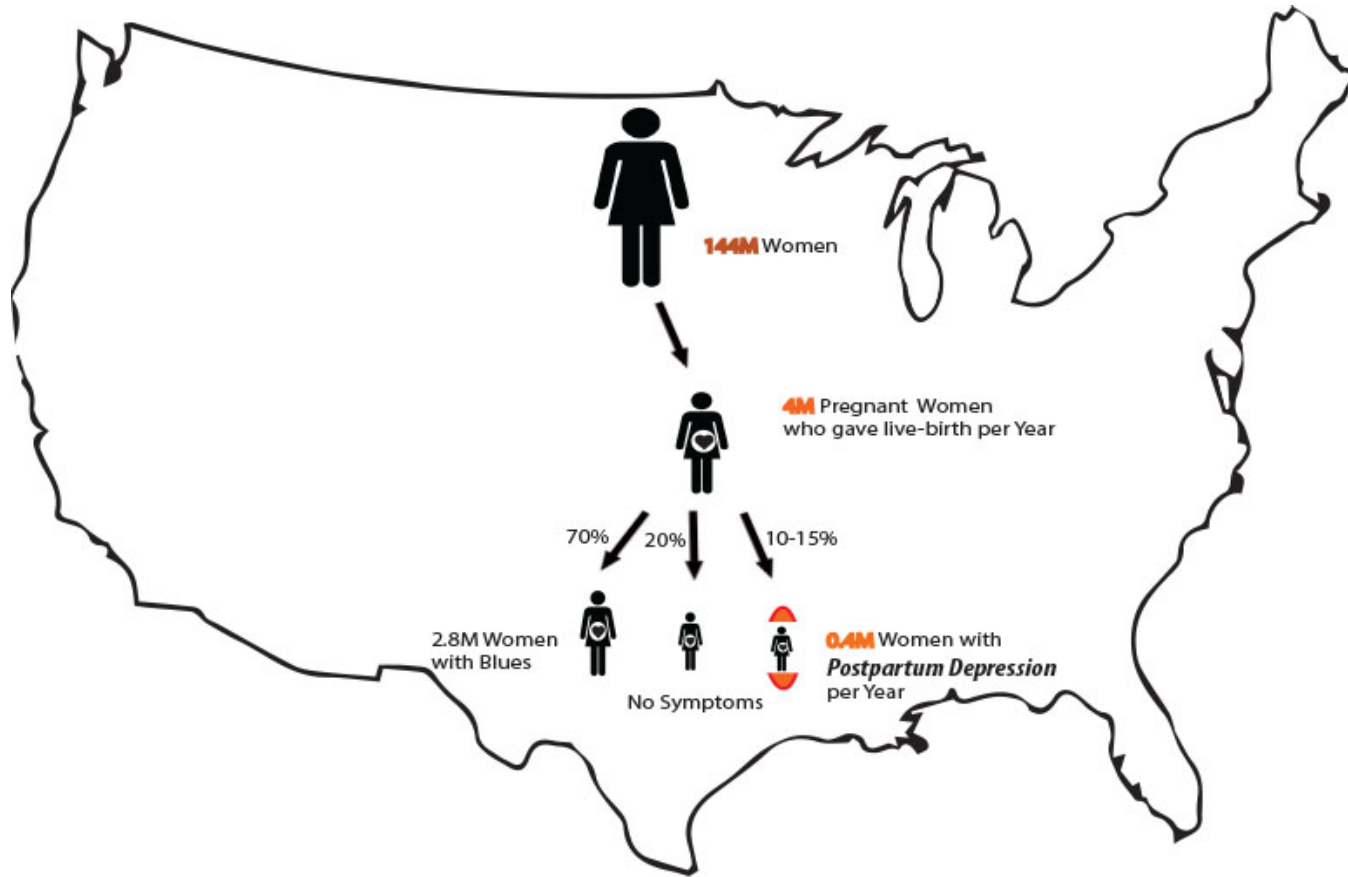 144M Women
4M Pregnant Women
who gave live-birth per Year
70%
20%
10-15%
2.8M Women
with Blues
No Symptoms
0.4M Women with
Postpartum Depression
per Year